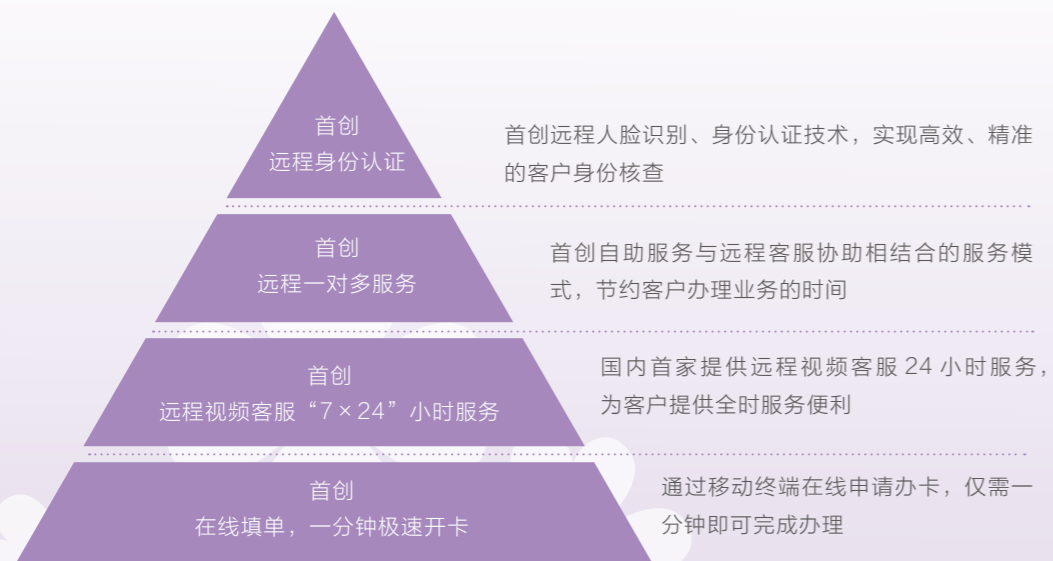 首创
远程身份认证
首创远程人脸识别、身份认证技术，实现高效、精准
的客户身份核查
首创
远程一对多服务
首创自助服务与远程客服协助相结合的服务模
式，节约客户办理业务的时间
首创
远程视频客服“7×24”小时服务
国内首家提供远程视频客服 24 小时服务，
为客户提供全时服务便利
首创
在线填单，一分钟极速开卡
通过移动终端在线申请办卡，仅需一
分钟即可完成办理